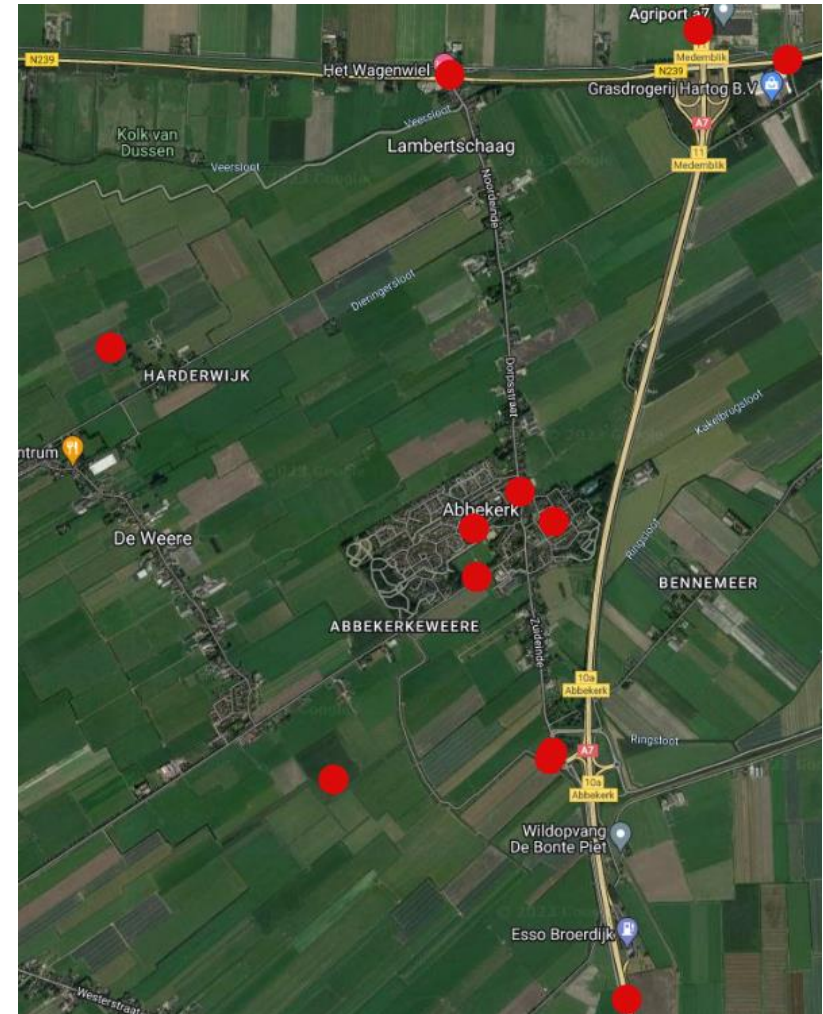 Agriport a7
N239
Het Wagenwiel
Medemblik
N239
Grasdrogerij Hartog B.V
A7
Kolk van
Dussen
Veersloot
Veersloot
Lambertschaag
11
Medemblik
Noordeinde
Dieringersloot
HARDERWIJK
Dorpsstraat
Kakelbrugsloot
ntrum
Abbekerk
De Weere
Ringsloot
BENNEMEER
ABBEKERKEWEERE
Zuideinde
10a
Abbekerk
Ringsloot
A7
10a
Abbekerk
Wildopvang
De Bonte Piet
Esso Broerdijk
Westerstraat